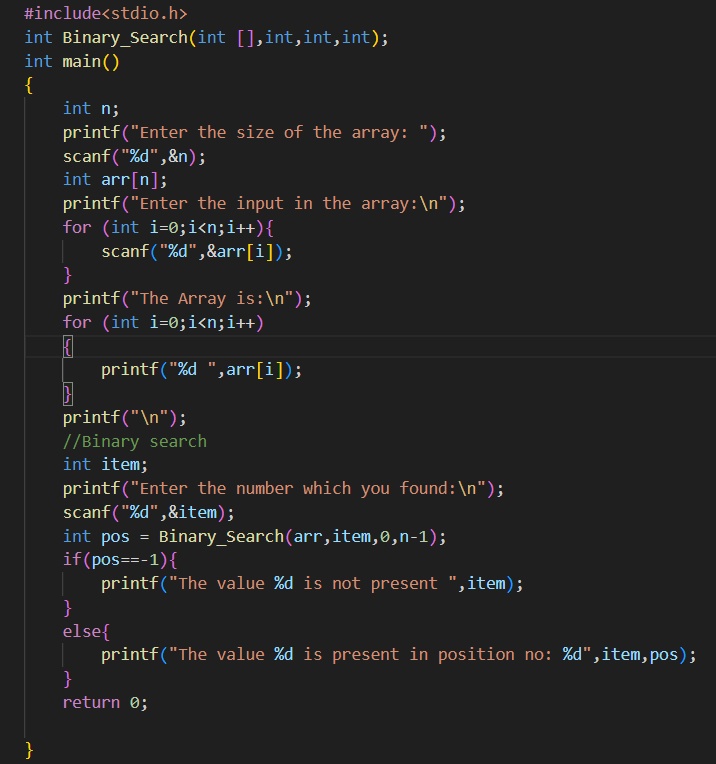 #include<stdio.h>
int Binary_Search(int [],int,int,int);
int main()
{
    int n;
    printf("Enter the size of the array: ");
    scanf("%d",&n);
    int arr[n];
    printf("Enter the input in the array:\n");
    for (int i=0;i<n;i++){
        scanf("%d",&arr[i]);
    }
    printf("The Array is:\n");
    for (int i=0;i<n;i++)
    {
        printf("%d ",arr[i]);
    }
    printf("\n");
    //Binary search
    int item;
    printf("Enter the number which you found:\n");
    scanf("%d",&item);
    int pos = Binary_Search(arr,item,0,n-1);
    if(pos==-1){
        printf("The value %d is not present ",item);
    }
    else{
        printf("The value %d is present in position no: %d",item,pos);
    }
    return 0;

}